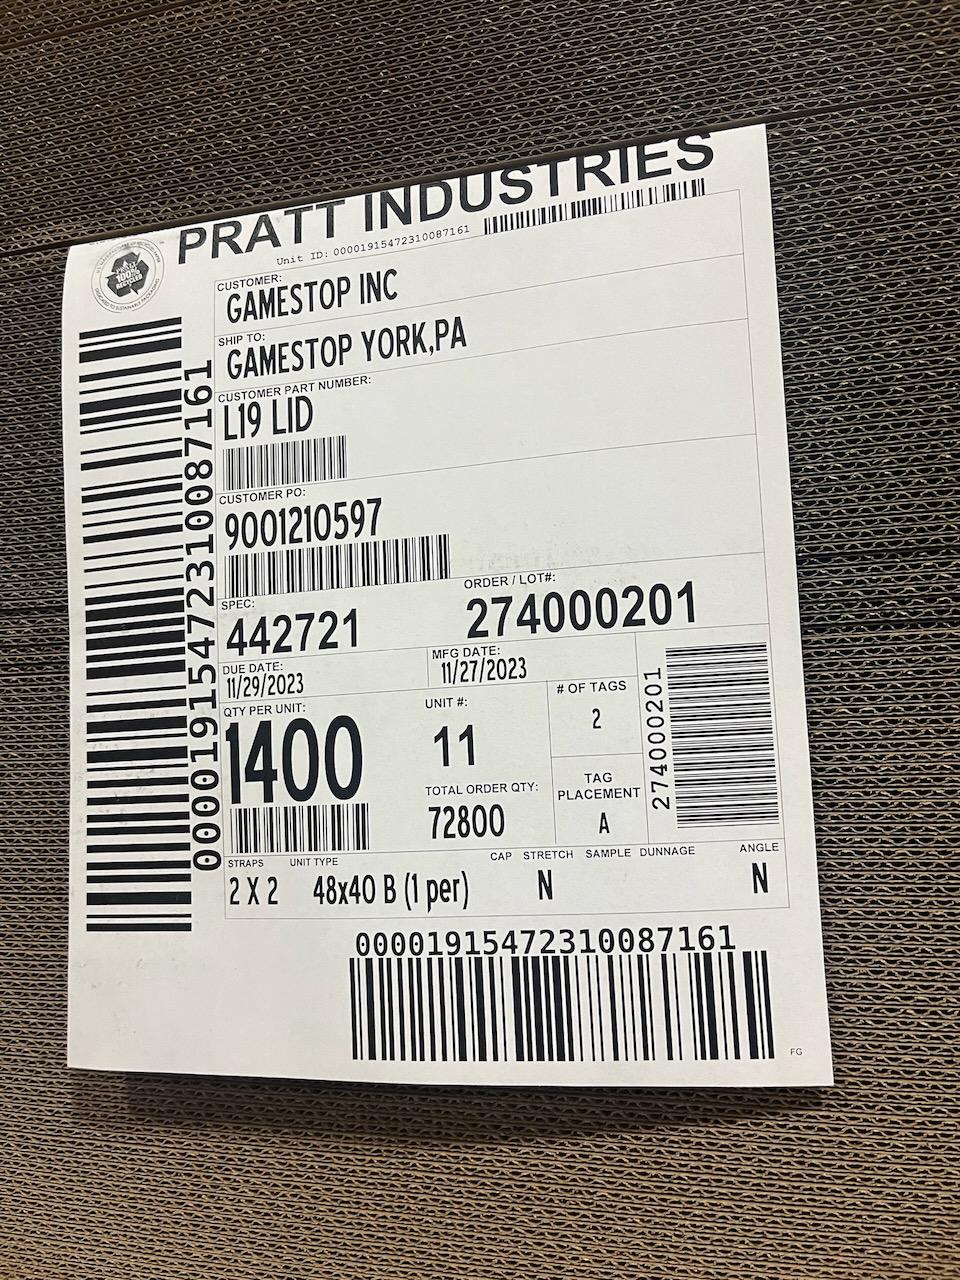 PRATT INDUSTRIES
Unit ID: 00001915472310087161
PRATT
100%
RECYCLED
CUSTOMER:
GAMESTOP INC
SHIP TO:
GAMESTOP YORK,PA
CUSTOMER PART NUMBER:
L19 LID
CUSTOMER PO:
9001210597
SPEC:
442721
ORDER / LOT#:
274000201
DUE DATE:
11/29/2023
MFG DATE:
11/27/2023
QTY PER UNIT:
1400
UNIT #:
11
TOTAL ORDER QTY:
72800
# OF TAGS
2
TAG
PLACEMENT
A
274000201
STRAPS UNIT TYPE CAP STRETCH SAMPLE DUNNAGE ANGLE
2 X 2 48x40 B (1 per) N N
00001915472310087161
00001915472310087161
FG